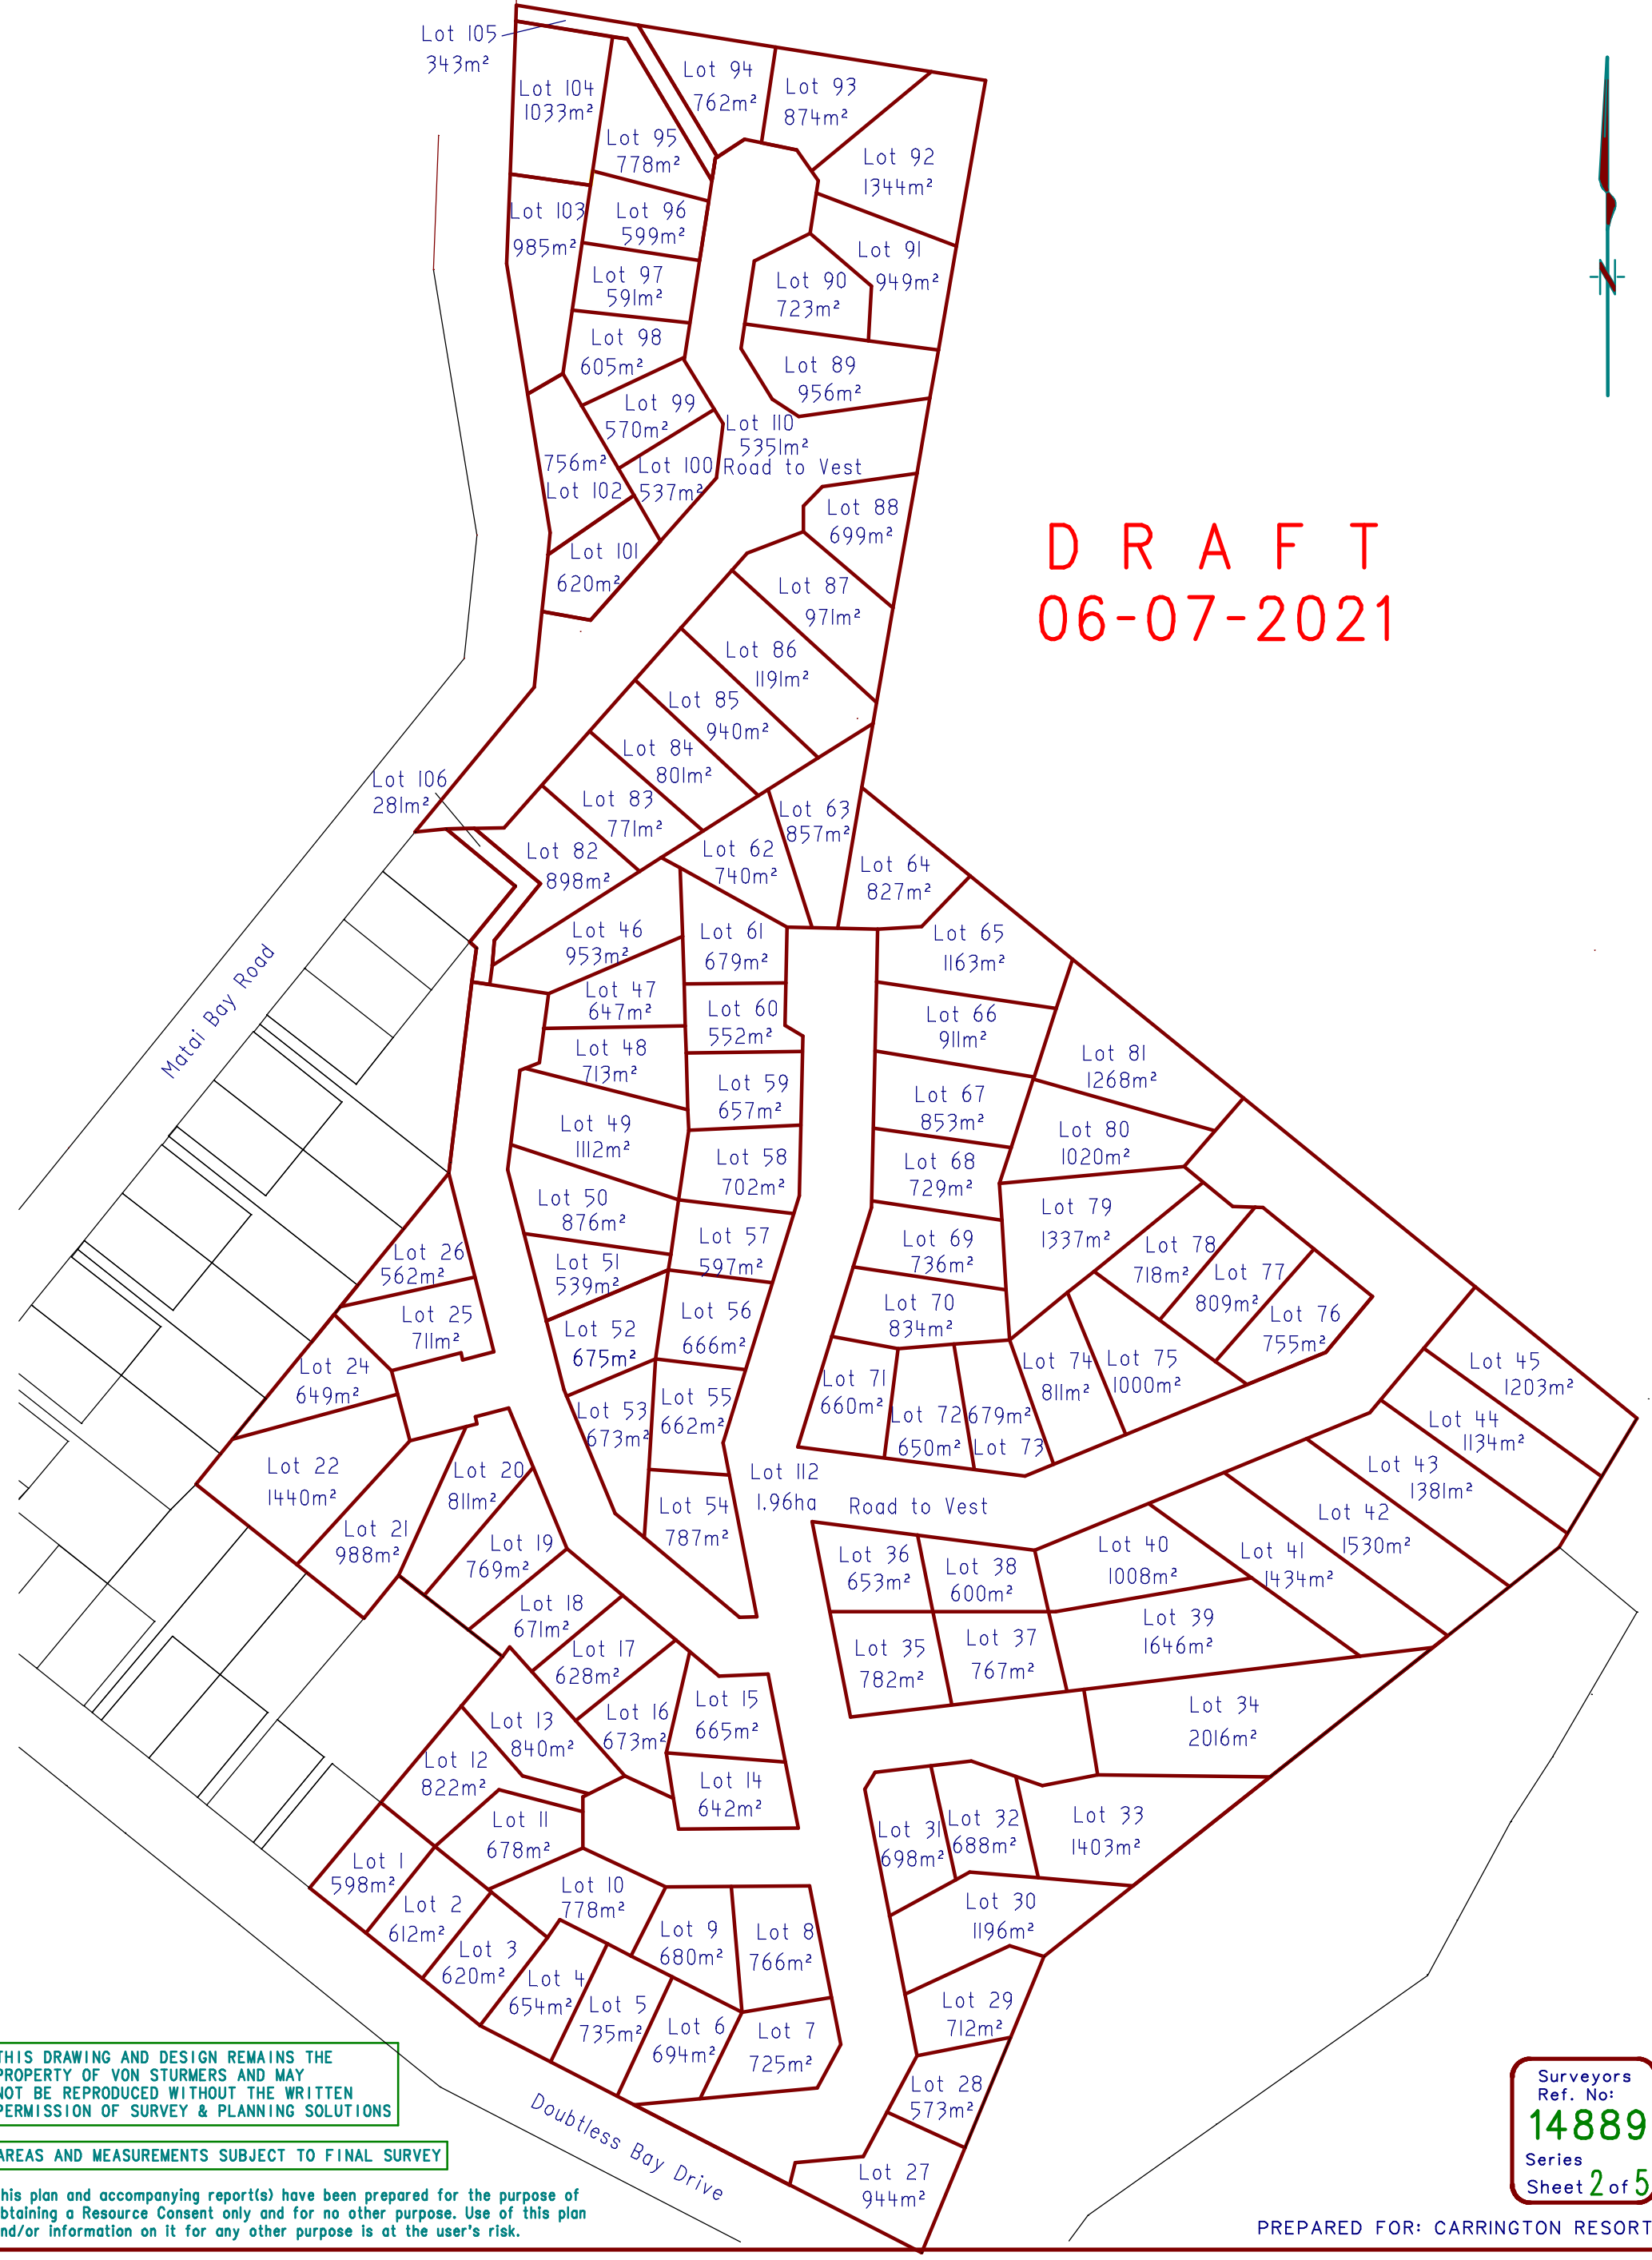 Lot 105
343m²
Lot 104
1033m²
Lot 94
762m²
Lot 93
874m²
Lot 95
778m²
Lot 92
1344m²
Lot 103
985m²
Lot 96
599m²
Lot 91
949m²
Lot 97
591m²
Lot 90
723m²
Lot 98
605m²
Lot 89
956m²
Lot 99
570m²
Lot 110
5351m²
Road to Vest
756m²
Lot 102
Lot 100
537m²
Lot 88
699m²
Lot 101
620m²
D R A F T
06-07-2021
Lot 87
971m²
Lot 86
1191m²
Lot 85
940m²
Lot 84
801m²
Lot 106
281m²
Lot 83
771m²
Lot 63
857m²
Lot 82
898m²
Lot 62
740m²
Lot 64
827m²
Lot 46
953m²
Lot 61
679m²
Lot 65
1163m²
Matai Bay Road
Lot 47
647m²
Lot 60
552m²
Lot 66
911m²
Lot 48
713m²
Lot 81
1268m²
Lot 59
657m²
Lot 67
853m²
Lot 49
1112m²
Lot 80
1020m²
Lot 58
702m²
Lot 68
729m²
Lot 50
876m²
Lot 79
1337m²
Lot 57
597m²
Lot 69
736m²
Lot 78
718m²
Lot 26
562m²
Lot 51
539m²
Lot 77
809m²
Lot 25
711m²
Lot 56
666m²
Lot 70
834m²
Lot 76
755m²
Lot 52
675m²
Lot 24
649m²
Lot 74
811m²
Lot 75
1000m²
Lot 45
1203m²
Lot 71
660m²
Lot 55
662m²
Lot 53
673m²
Lot 72
650m²
679m²
Lot 73
Lot 44
1134m²
Lot 22
1440m²
Lot 20
811m²
Lot 112
1.96ha
Road to Vest
Lot 43
1381m²
Lot 54
787m²
Lot 42
1530m²
Lot 21
988m²
Lot 19
769m²
Lot 36
653m²
Lot 38
600m²
Lot 40
1008m²
Lot 41
1434m²
Lot 18
671m²
Lot 39
1646m²
Lot 17
628m²
Lot 35
782m²
Lot 37
767m²
Lot 15
665m²
Lot 34
2016m²
Lot 16
673m²
Lot 13
840m²
Lot 12
822m²
Lot 14
642m²
Lot 11
678m²
Lot 31
698m²
Lot 32
688m²
Lot 33
1403m²
Lot 1
598m²
Lot 10
778m²
Lot 2
612m²
Lot 30
1196m²
Lot 9
680m²
Lot 8
766m²
Lot 3
620m²
Lot 4
654m²
Lot 5
735m²
Lot 29
712m²
Lot 6
694m²
Lot 7
725m²
Lot 28
573m²
Lot 27
944m²
Doubtless Bay Drive
THIS DRAWING AND DESIGN REMAINS THE
PROPERTY OF VON STURMERS AND MAY
NOT BE REPRODUCED WITHOUT THE WRITTEN
PERMISSION OF SURVEY & PLANNING SOLUTIONS
AREAS AND MEASUREMENTS SUBJECT TO FINAL SURVEY
his plan and accompanying report(s) have been prepared for the purpose of
btaining a Resource Consent only and for no other purpose. Use of this plan
nd/or information on it for any other purpose is at the user's risk.
Surveyors
Ref. No:
14889
Series
Sheet 2 of 5
PREPARED FOR: CARRINGTON RESORT
N